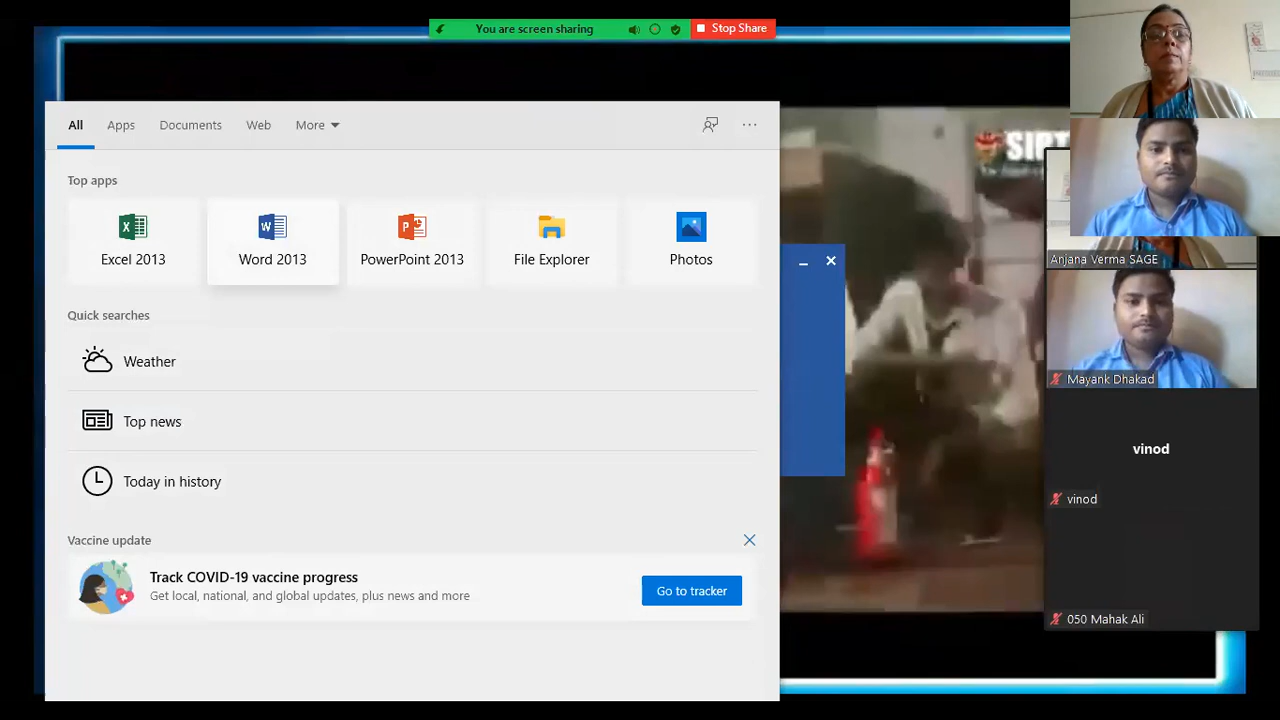 You are screen sharing
Stop Share
All Apps Documents Web More
Top apps
Excel 2013 Word 2013 PowerPoint 2013 File Explorer Photos
Quick searches
Weather
Top news
Today in history
Vaccine update
Track COVID-19 vaccine progress
Get local, national, and global updates, plus news and more
Go to tracker
Anjana Verma SAGE
Mayank Dhakad
vinod
vinod
050 Mahak Ali